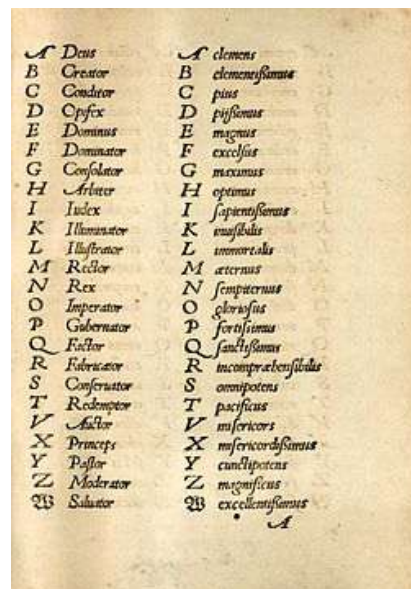 A Deus A clemens
B Creator B clementißimus
C Conditor C pius
D Opifex D pijßimus
E Dominus E magnus
F Dominator F excelsus
G Consolator G maximus
H Arbiter H optimus
I Iudex I sapientißimus
K Illuminator K inuisibilis
L Illustrator L immortalis
M Rector M æternus
N Rex N sempiternus
O Imperator O gloriosus
P Gubernator P fortissimus
Q Factor Q sanctißimus
R Fabricator R incompræhensibilis
S Conseruator S omnipotens
T Redemptor T pacificus
V Auctor V misericors
X Princeps X misericordißimus
Y Pastor Y cunctipotens
Z Moderator Z magnificus
W Saluator W excellentißimus
A